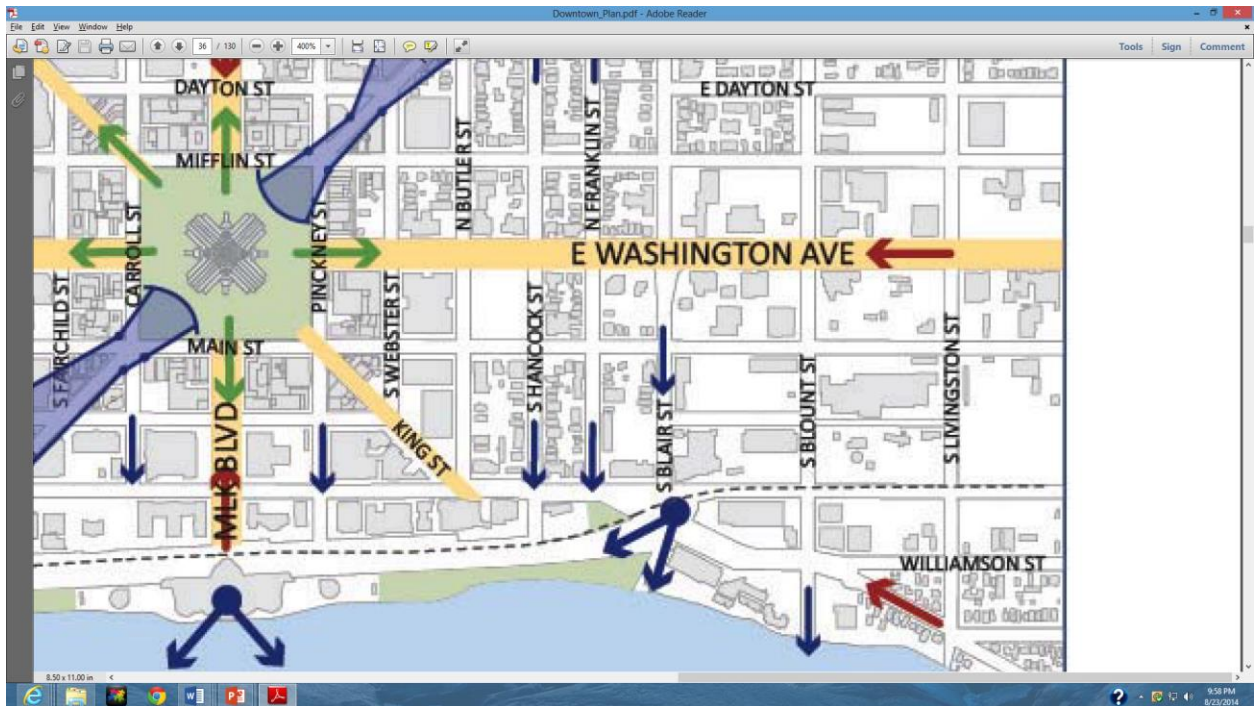 Downtown_Plan.pdf - Adobe Reader
File Edit View Window Help
36 / 130 400% Tools Sign Comment
DAYTON ST
E DAYTON ST
MIFFLIN ST
N BUTLER ST
N FRANKLIN ST
CARROLL ST
PINCKNEY ST
E WASHINGTON AVE
S FAIRCHILD ST
S WEBSTER ST
S HANCOCK ST
S LIVINGSTON ST
MAIN ST
S BLAIR ST
S BLOUNT ST
MLK BLVD
KING ST
WILLIAMSON ST
8.50 x 11.00 in
9:58 PM
8/23/2014